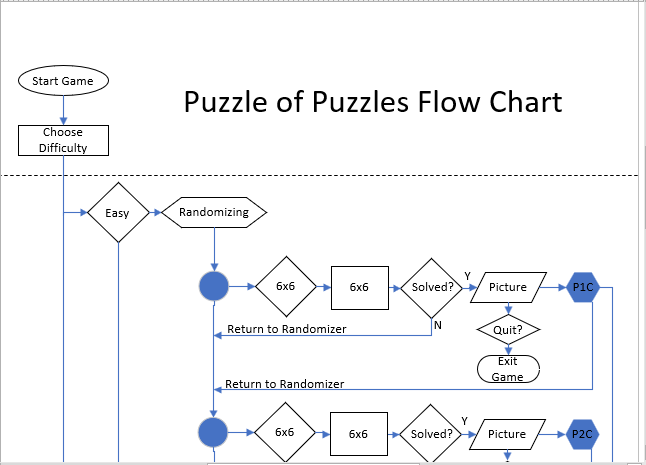 Start Game
Puzzle of Puzzles Flow Chart
Choose
Difficulty
Easy
Randomizing
6x6
6x6
Solved?
Y
Picture
P1C
N
Return to Randomizer
Quit?
Exit
Game
Return to Randomizer
6x6
6x6
Solved?
Y
Picture
P2C